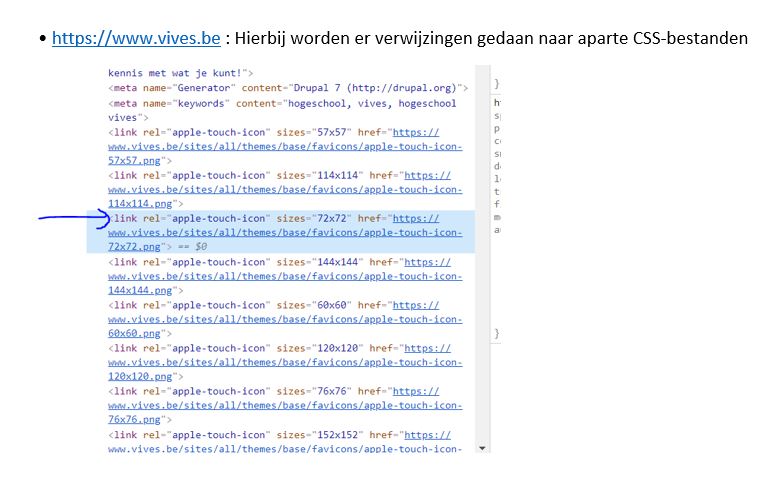 • https://www.vives.be : Hierbij worden er verwijzingen gedaan naar aparte CSS-bestanden
kennis met wat je kunt!">
<meta name="Generator" content="Drupal 7 (http://drupal.org)">
<meta name="keywords" content="hogeschool, vives, hogeschool
vives">
<link rel="apple-touch-icon" sizes="57x57" href="https://
www.vives.be/sites/all/themes/base/favicons/apple-touch-icon-
57x57.png">
<link rel="apple-touch-icon" sizes="114x114" href="https://
www.vives.be/sites/all/themes/base/favicons/apple-touch-icon-
114x114.png">
<link rel="apple-touch-icon" sizes="72x72" href="https://
www.vives.be/sites/all/themes/base/favicons/apple-touch-icon-
72x72.png"> == $0
<link rel="apple-touch-icon" sizes="144x144" href="https://
www.vives.be/sites/all/themes/base/favicons/apple-touch-icon-
144x144.png">
<link rel="apple-touch-icon" sizes="60x60" href="https://
www.vives.be/sites/all/themes/base/favicons/apple-touch-icon-
60x60.png">
<link rel="apple-touch-icon" sizes="120x120" href="https://
www.vives.be/sites/all/themes/base/favicons/apple-touch-icon-
120x120.png">
<link rel="apple-touch-icon" sizes="76x76" href="https://
www.vives.be/sites/all/themes/base/favicons/apple-touch-icon-
76x76.png">
<link rel="apple-touch-icon" sizes="152x152" href="https://
www.vives.be/sites/all/themes/base/favicons/apple-touch-icon-
}
}